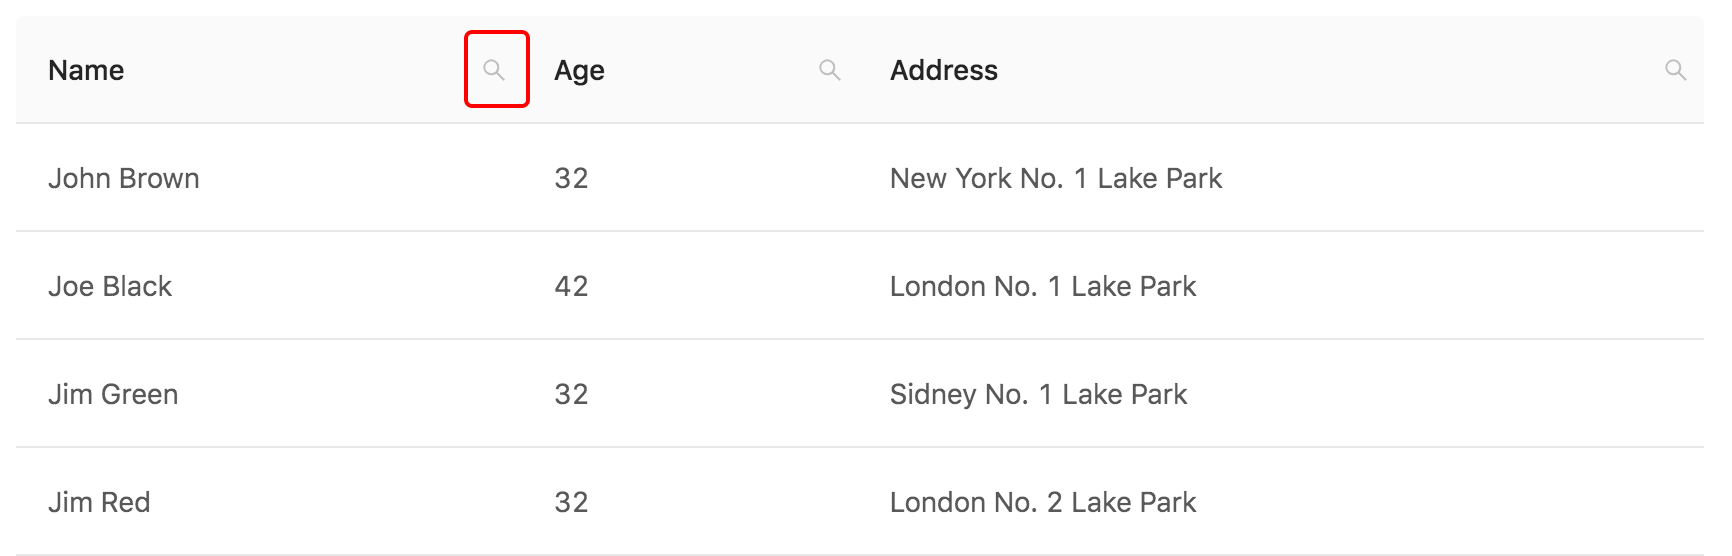 Name Age Address
John Brown 32 New York No. 1 Lake Park
Joe Black 42 London No. 1 Lake Park
Jim Green 32 Sidney No. 1 Lake Park
Jim Red 32 London No. 2 Lake Park